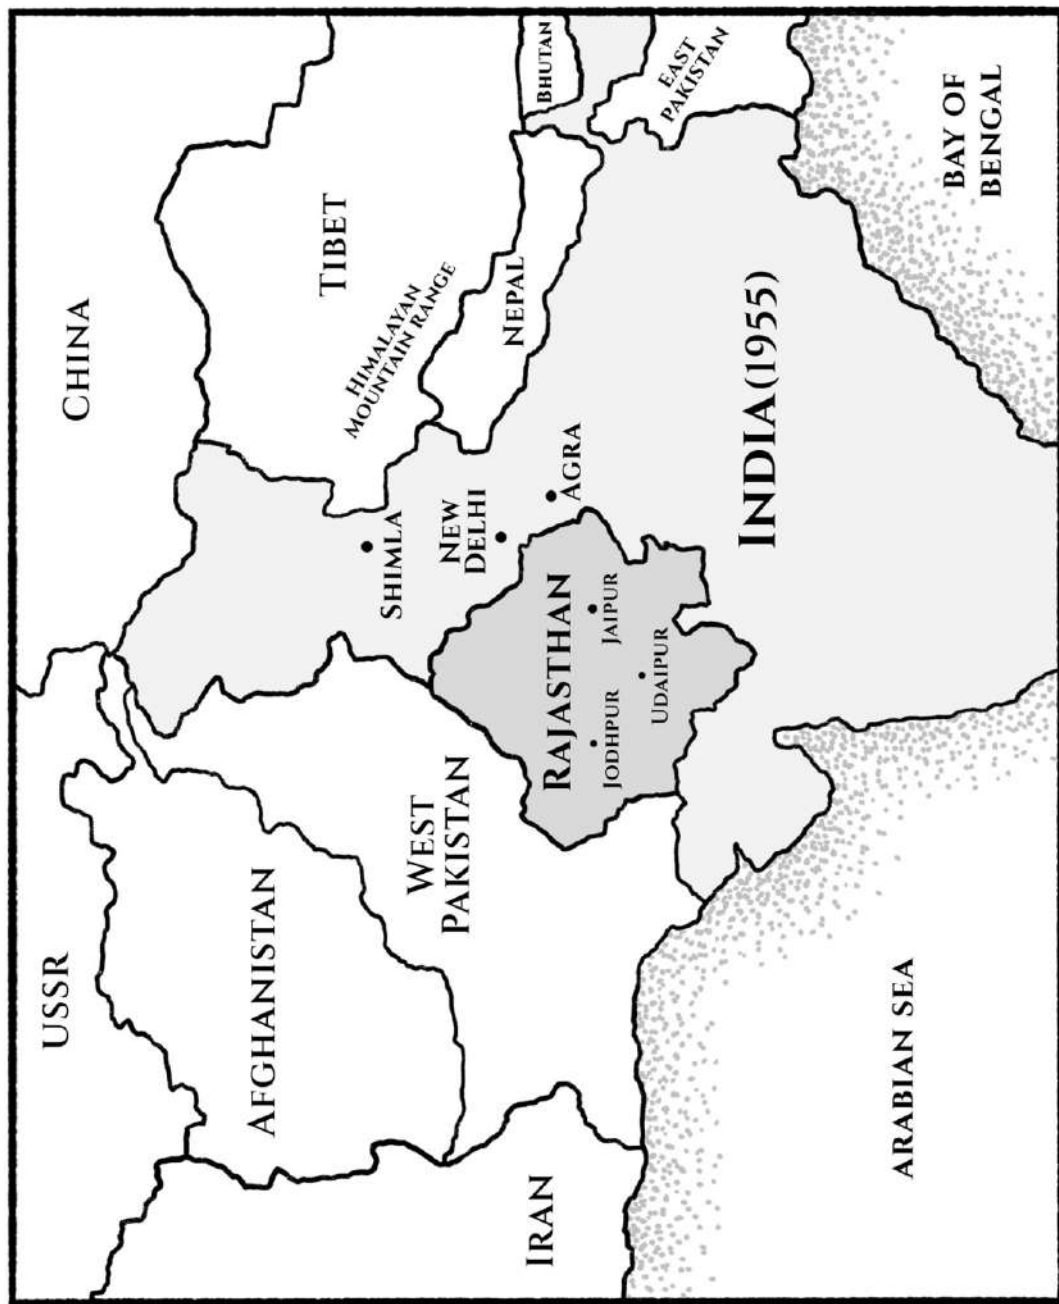 USSR
CHINA
AFGHANISTAN
TIBET
HIMALAYAN
MOUNTAIN RANGE
SHIMLA
WEST
PAKISTAN
NEW
DELHI
NEPAL
BHUTAN
IRAN
RAJASTHAN
AGRA
JODHPUR
JAIPUR
UDAIPUR
EAST
PAKISTAN
INDIA (1955)
ARABIAN SEA
BAY OF
BENGAL